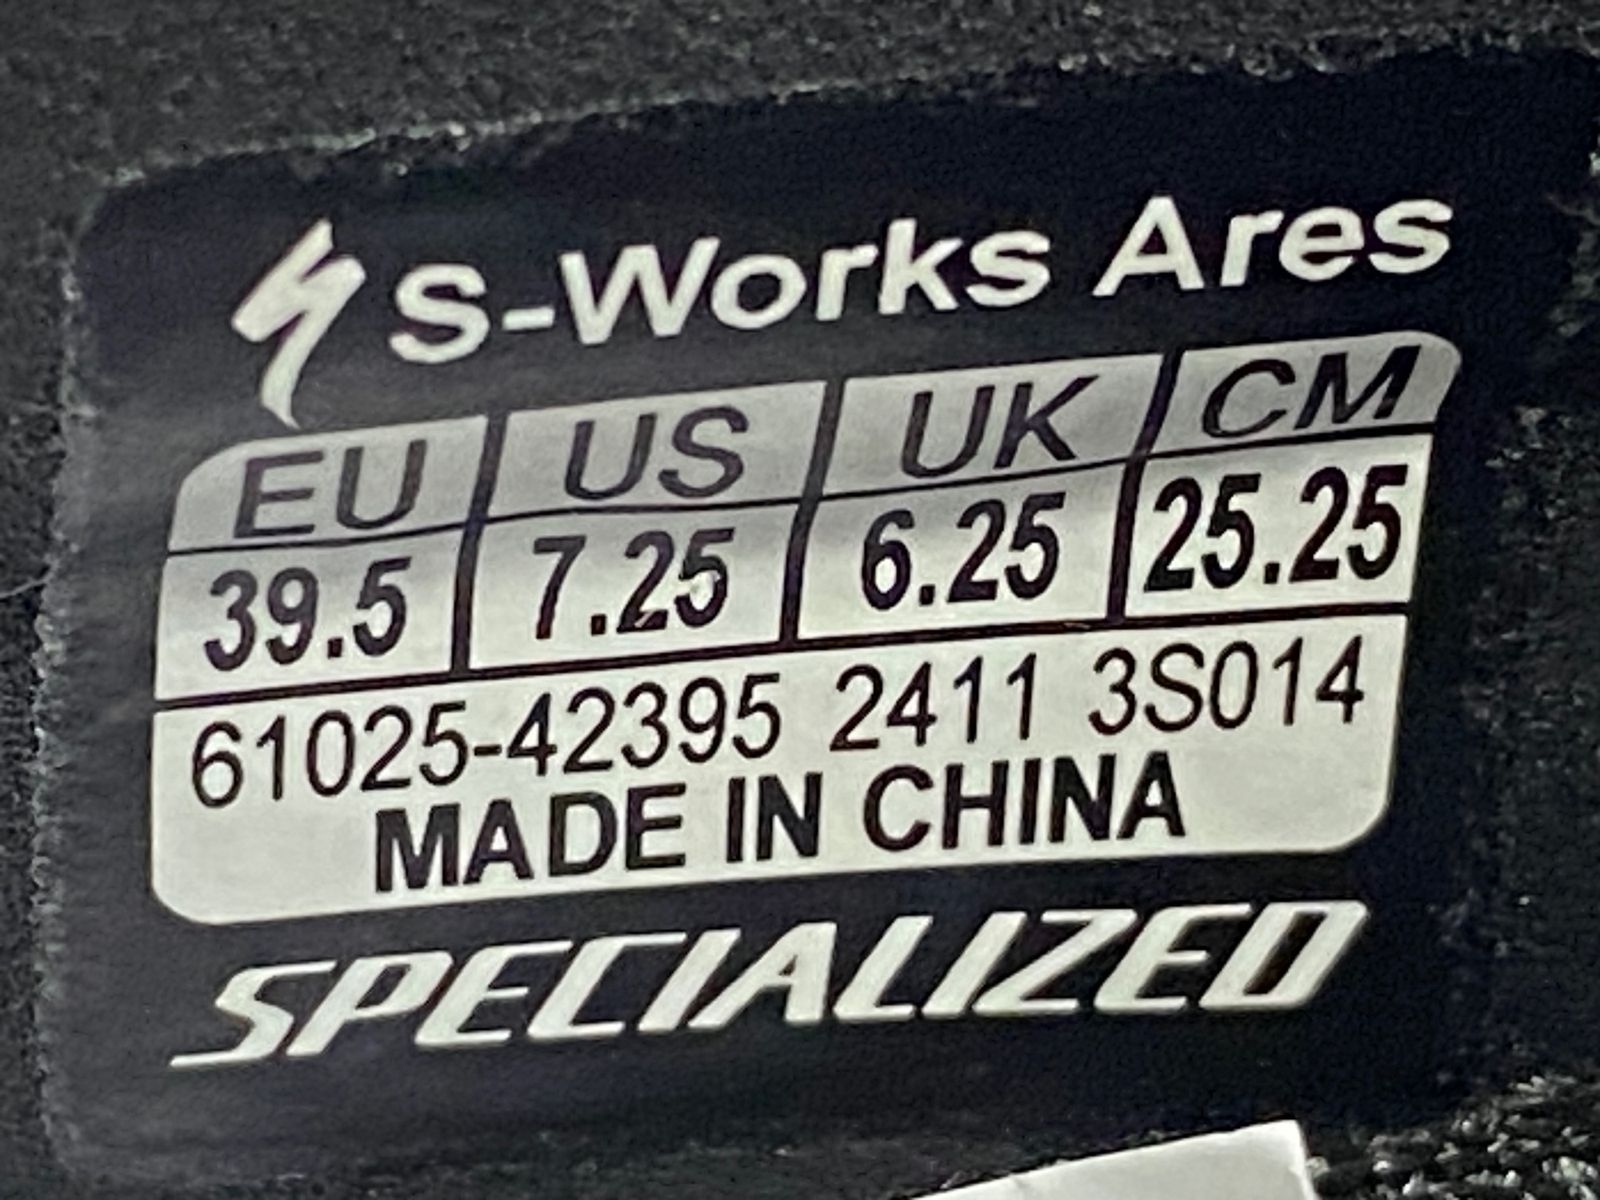 S-Works Ares
EU US UK CM
39.5 7.25 6.25 25.25
61025-42395 2411 3S014
MADE IN CHINA
SPECIALIZED